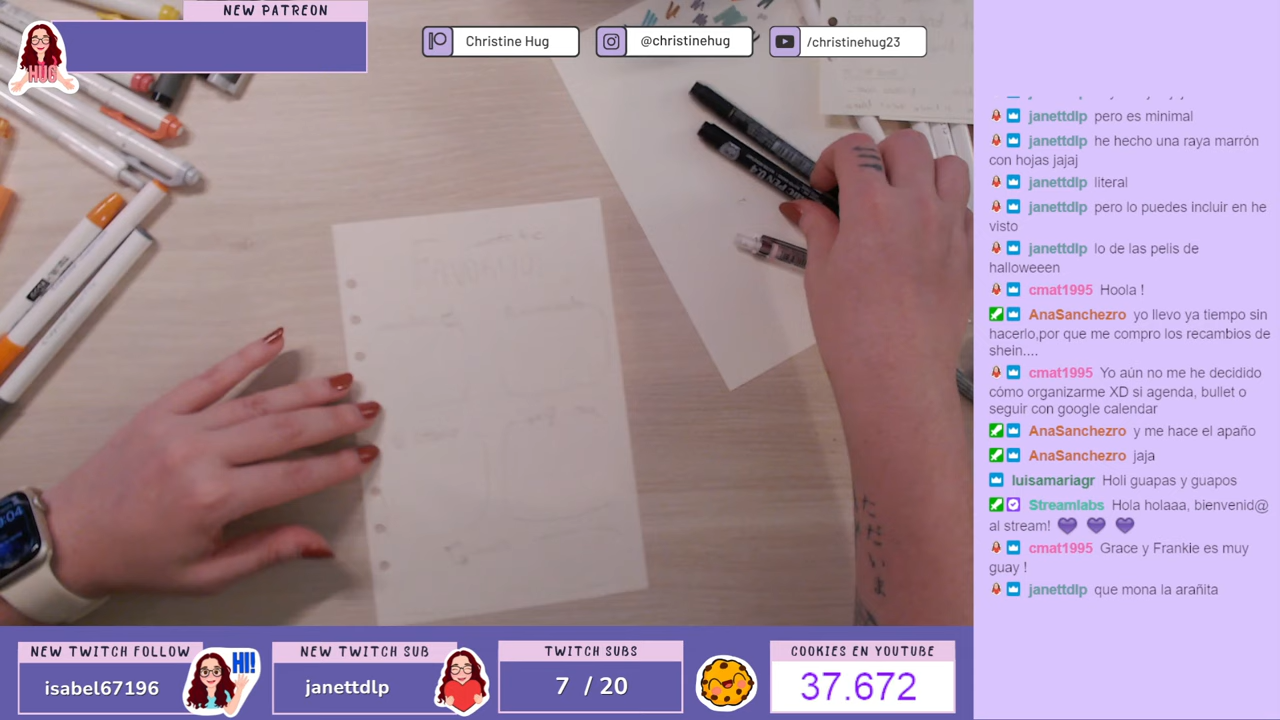 NEW PATREON
HUG
Christine Hug
@christinehug
/christinehug23
janettdlp pero es minimal
janettdlp he hecho una raya marrón
con hojas jajaj
janettdlp literal
janettdlp pero lo puedes incluir en he
visto
janettdlp lo de las pelis de
halloweeen
cmat1995 Hoola !
AnaSanchezro yo llevo ya tiempo sin
hacerlo,por que me compro los recambios de
shein....
cmat1995 Yo aún no me he decidido
cómo organizarme XD si agenda, bullet o
seguir con google calendar
AnaSanchezro y me hace el apaño
AnaSanchezro jaja
luisamariagr Holi guapas y guapos
Streamlabs Hola holaaa, bienvenid@
al stream! 💜 💜 💜
cmat1995 Grace y Frankie es muy
guay !
janettdlp que mona la arañita
NEW TWITCH FOLLOW
isabel67196
HI!
NEW TWITCH SUB
janettdlp
TWITCH SUBS
7 / 20
COOKIES EN YOUTUBE
37.672